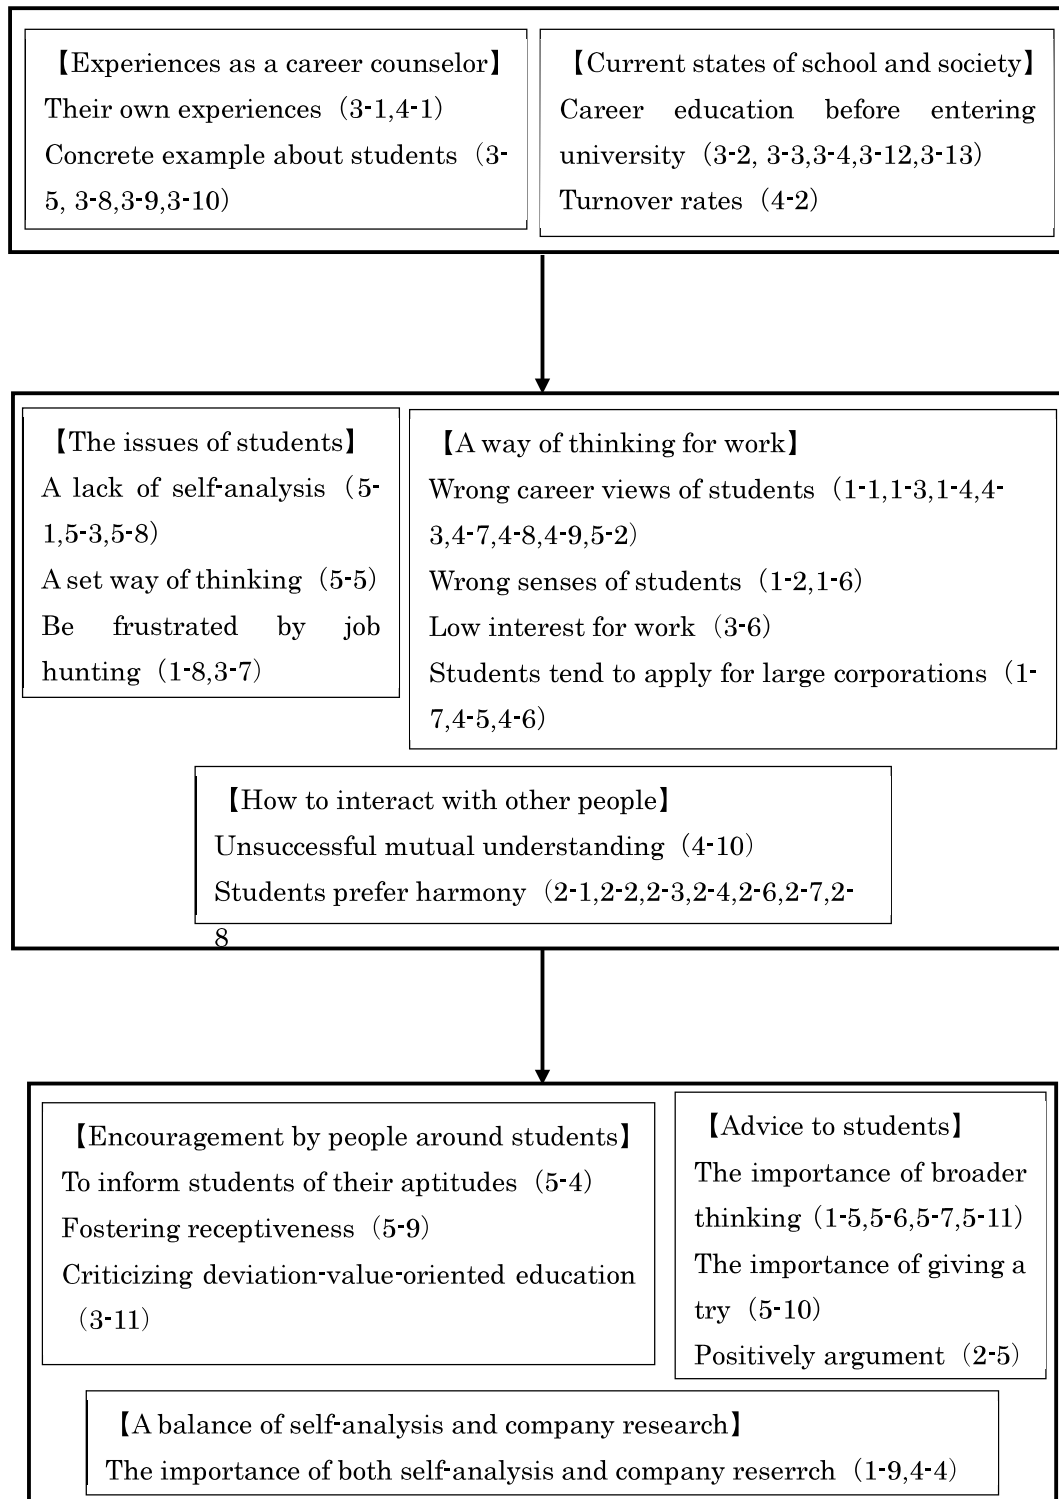 【Experiences as a career counselor】
Their own experiences（3-1,4-1）
Concrete example about students（3-
5, 3-8,3-9,3-10）
【Current states of school and society】
Career education before entering
university（3-2, 3-3,3-4,3-12,3-13）
Turnover rates（4-2）
【The issues of students】
A lack of self-analysis（5-
1,5-3,5-8）
A set way of thinking（5-5）
Be frustrated by job
hunting（1-8,3-7）
【A way of thinking for work】
Wrong career views of students（1-1,1-3,1-4,4-
3,4-7,4-8,4-9,5-2）
Wrong senses of students（1-2,1-6）
Low interest for work（3-6）
Students tend to apply for large corporations（1-
7,4-5,4-6）
【How to interact with other people】
Unsuccessful mutual understanding（4-10）
Students prefer harmony（2-1,2-2,2-3,2-4,2-6,2-7,2-
8
【Encouragement by people around students】
To inform students of their aptitudes（5-4）
Fostering receptiveness（5-9）
Criticizing deviation-value-oriented education
（3-11）
【Advice to students】
The importance of broader
thinking（1-5,5-6,5-7,5-11）
The importance of giving a
try（5-10）
Positively argument（2-5）
【A balance of self-analysis and company research】
The importance of both self-analysis and company reserrch（1-9,4-4）